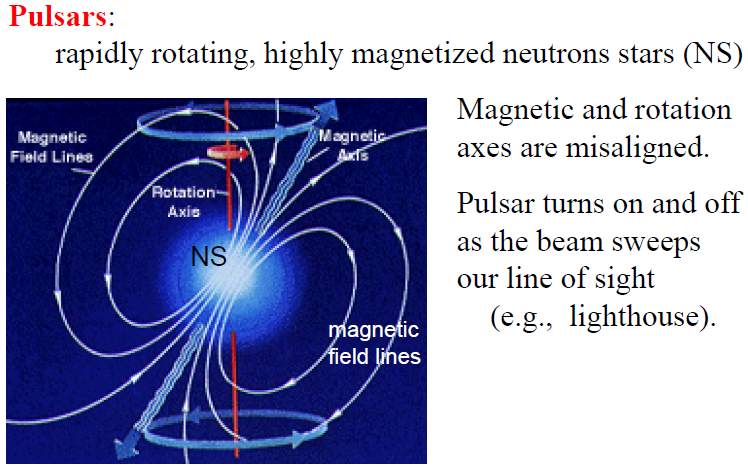 Pulsars:
rapidly rotating, highly magnetized neutrons stars (NS)
Magnetic
Field Lines
Magnetic
Axis
Rotation
Axis
NS
magnetic
field lines
Magnetic and rotation
axes are misaligned.
Pulsar turns on and off
as the beam sweeps
our line of sight
(e.g., lighthouse).